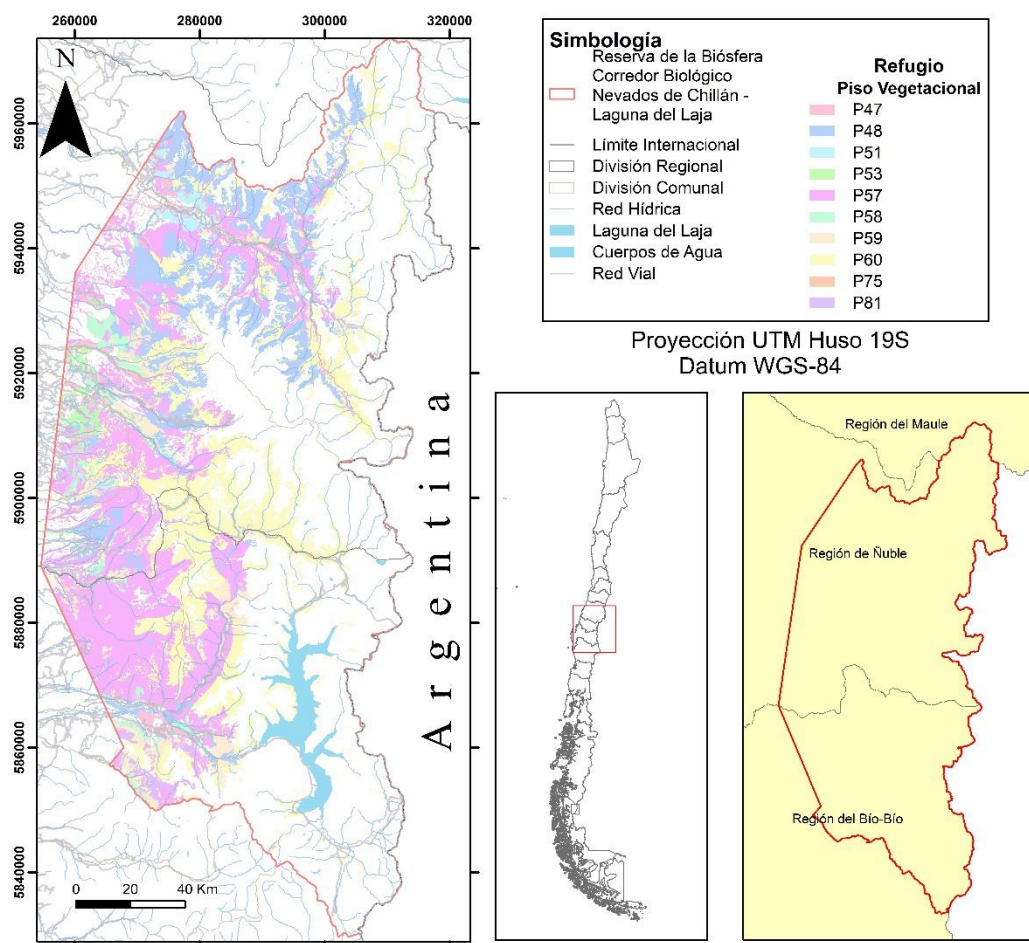 260000 280000 300000 320000
N
5960000
5940000
5920000
5900000
5880000
5860000
5840000
Argentina
0 20 40 Km
Simbología
Reserva de la Biósfera
Corredor Biológico
Nevados de Chillán -
Laguna del Laja
Límite Internacional
División Regional
División Comunal
Red Hídrica
Laguna del Laja
Cuerpos de Agua
Red Vial
Refugio
Piso Vegetacional
P47
P48
P51
P53
P57
P58
P59
P60
P75
P81
Proyección UTM Huso 19S
Datum WGS-84
Región del Maule
Región de Ñuble
Región del Bío-Bío